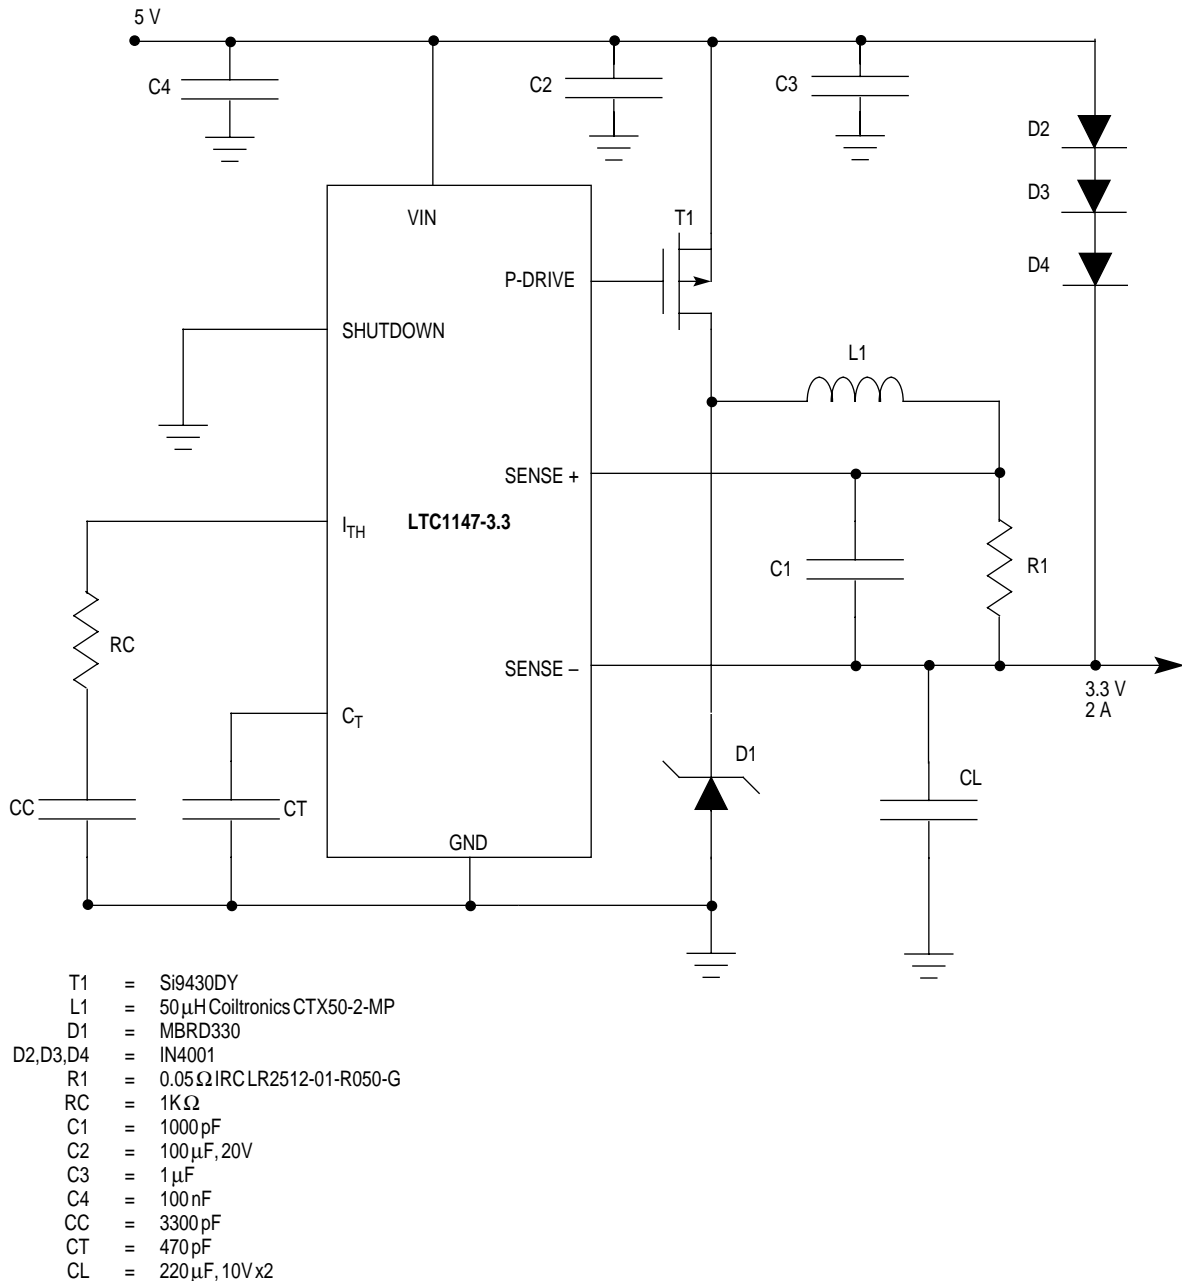 5 V
C4
C2
C3
D2
VIN
D3
T1
P-DRIVE
D4
SHUTDOWN
L1
SENSE +
ITH
LTC1147-3.3
C1
R1
RC
SENSE –
3.3 V
2 A
CT
D1
CC
CT
CL
GND
T1 = Si9430DY
L1 = 50 µH Coiltronics CTX50-2-MP
D1 = MBRD330
D2,D3,D4 = IN4001
R1 = 0.05 Ω IRC LR2512-01-R050-G
RC = 1KΩ
C1 = 1000 pF
C2 = 100 µF, 20V
C3 = 1 µF
C4 = 100 nF
CC = 3300 pF
CT = 470 pF
CL = 220 µF, 10V x2